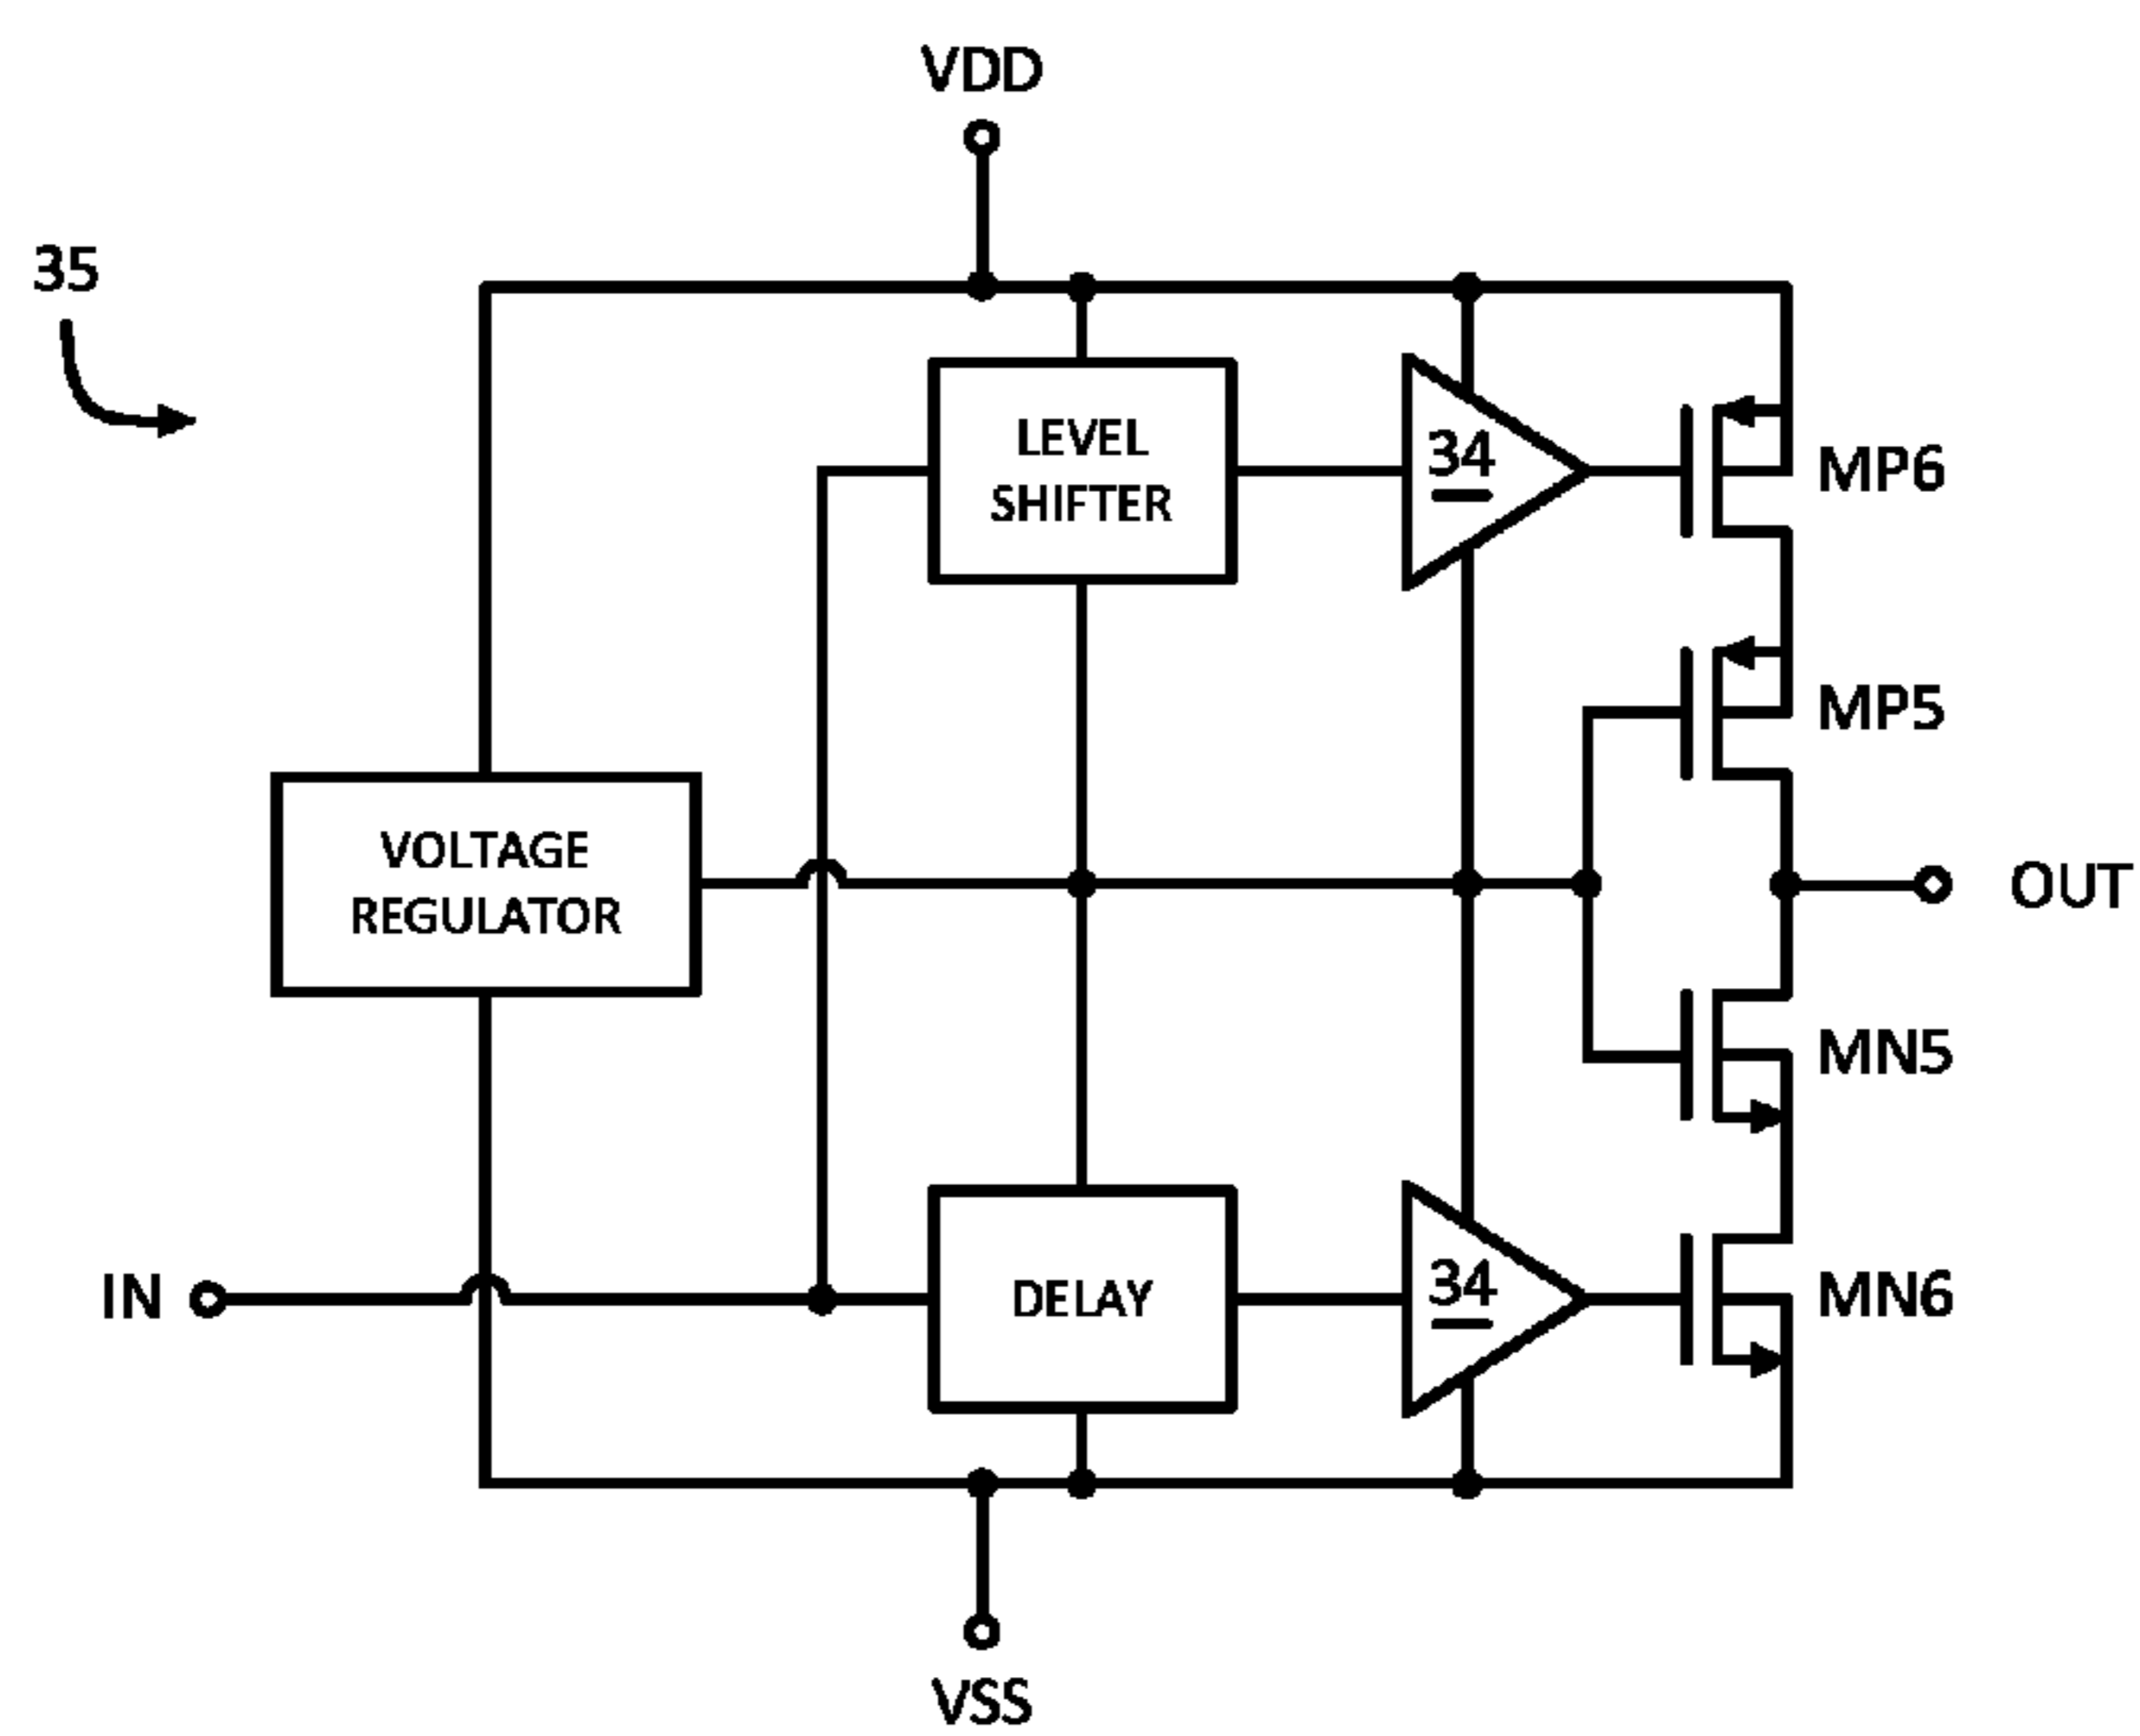 VDD
35
LEVEL
SHIFTER
34
MP6
MP5
VOLTAGE
REGULATOR
OUT
MN5
IN
DELAY
34
MN6
VSS